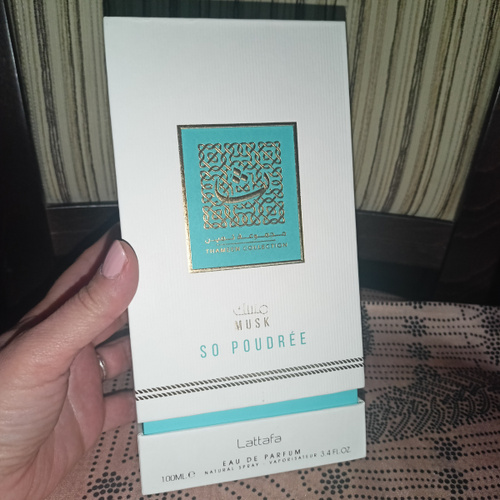 THAMEEN COLLECTION
مسك
MUSK
SO POUDRÉE
Lattafa
EAU DE PARFUM
100ML e NATURAL SPRAY - VAPORISATEUR 3.4 FL.OZ.